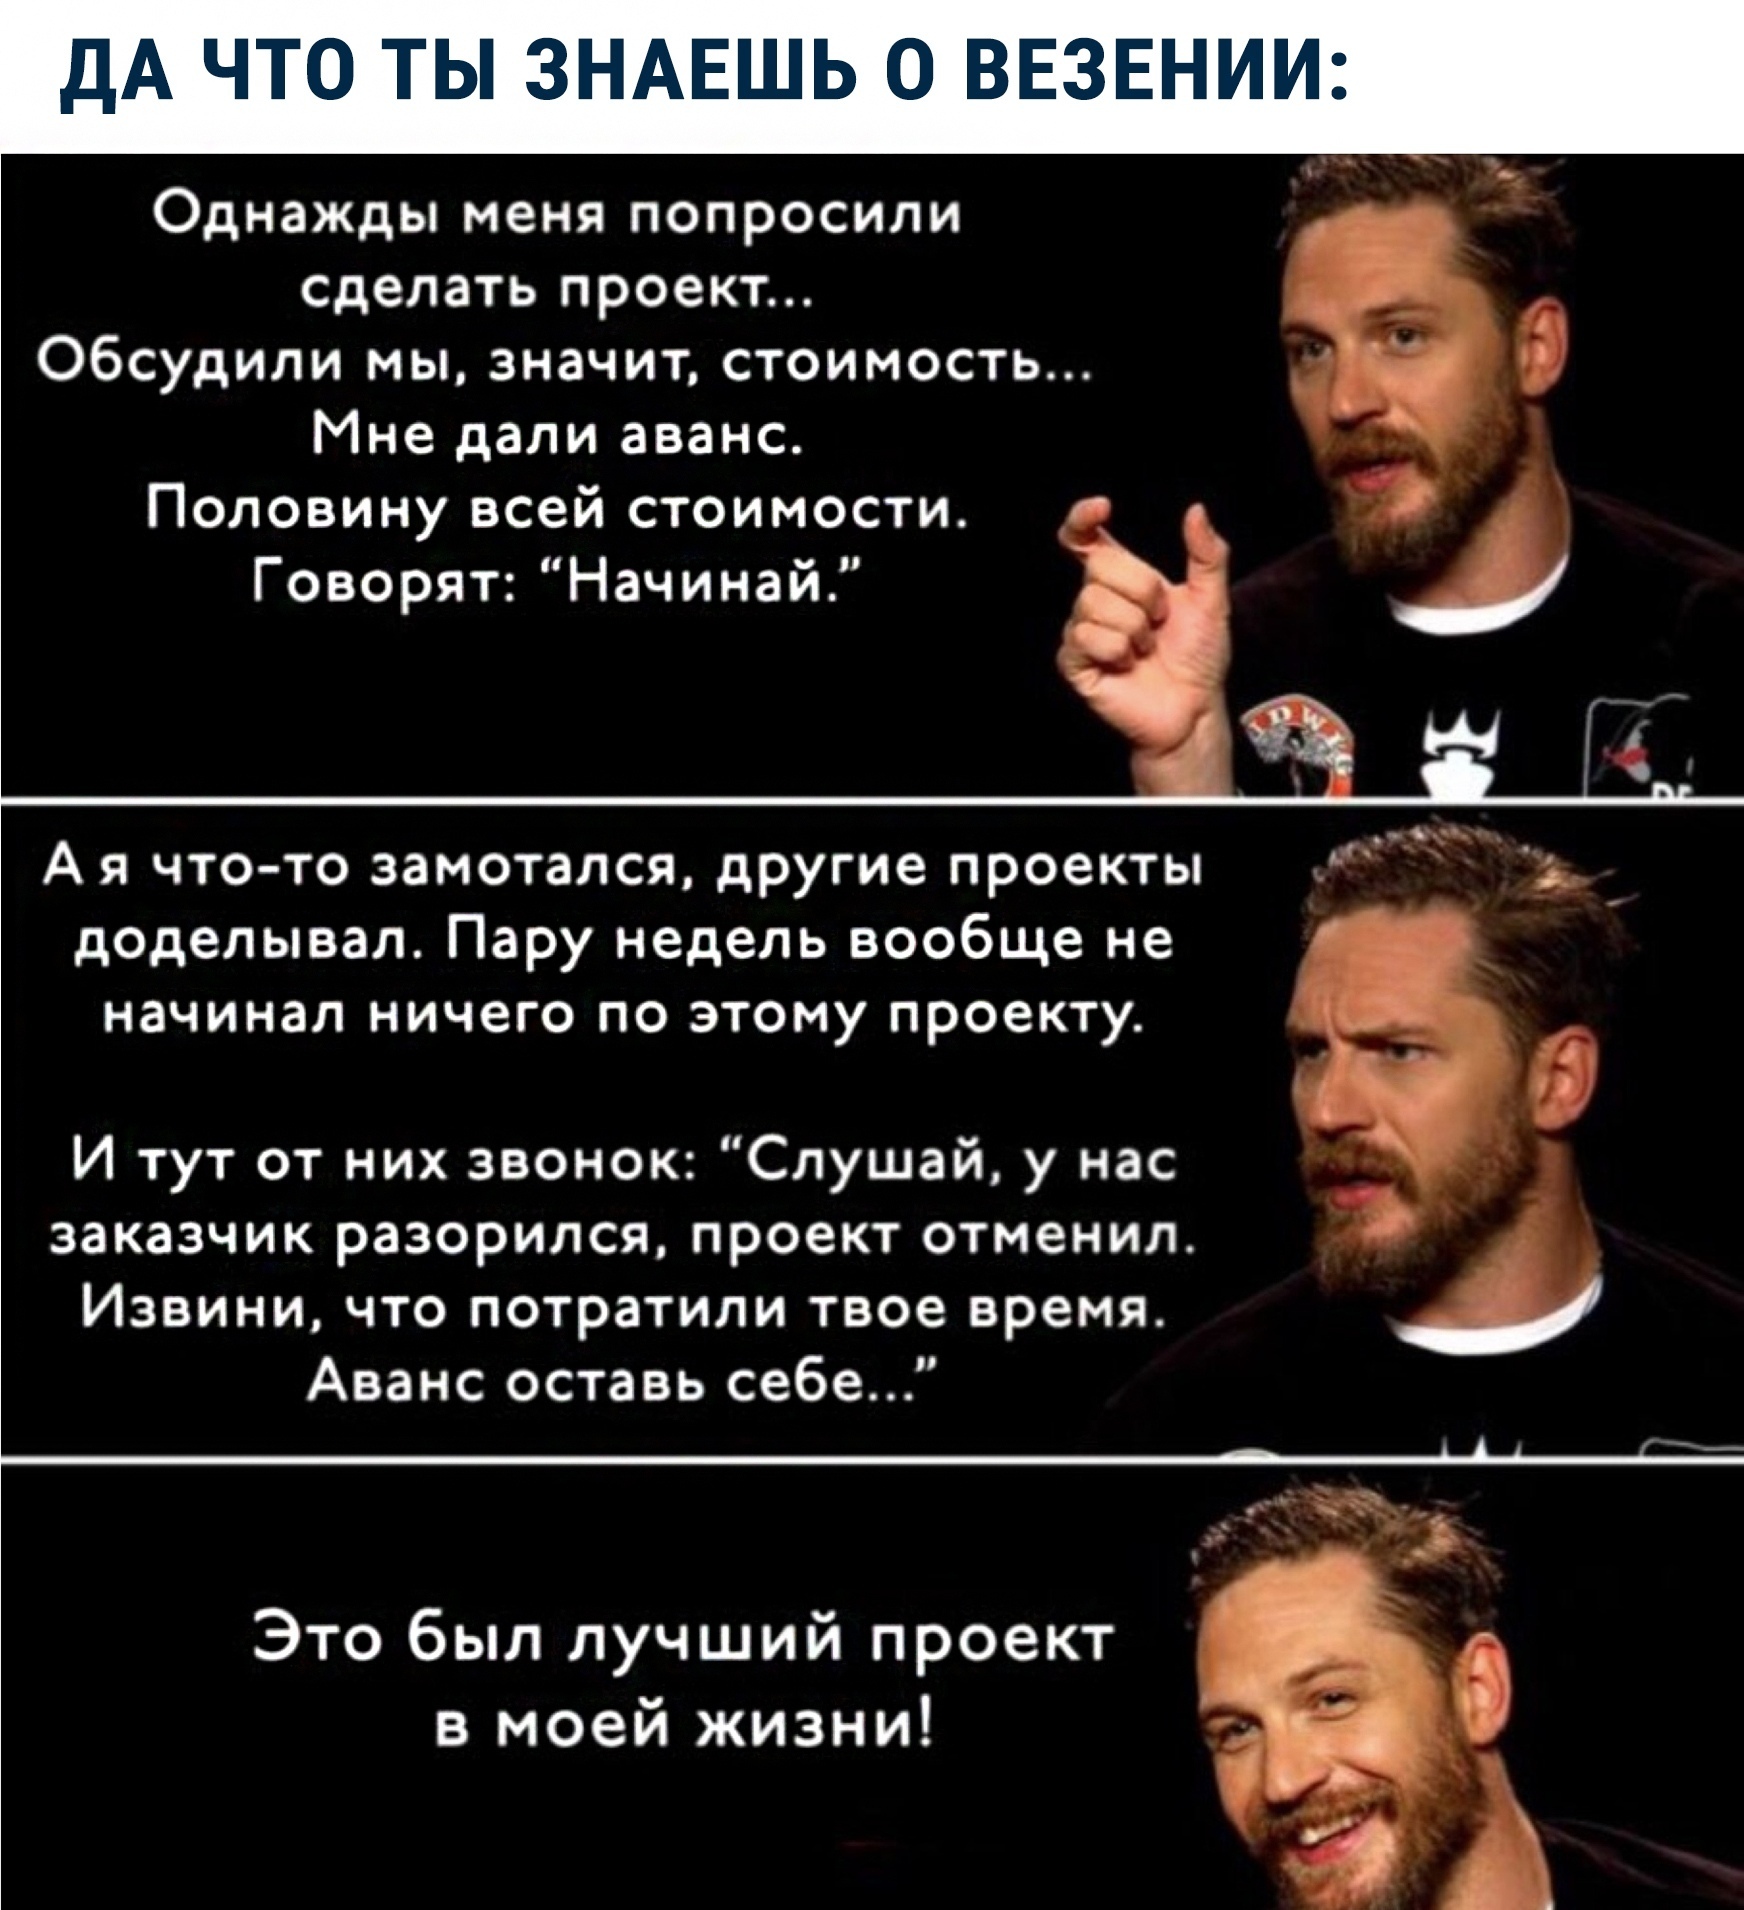 ДА ЧТО ТЫ ЗНАЕШЬ О ВЕЗЕНИИ:
Однажды меня попросили
сделать проект...
Обсудили мы, значит, стоимость...
Мне дали аванс.
Половину всей стоимости.
Говорят: “Начинай.”
А я что-то замотался, другие проекты
доделывал. Пару недель вообще не
начинал ничего по этому проекту.
И тут от них звонок: “Слушай, у нас
заказчик разорился, проект отменил.
Извини, что потратили твое время.
Аванс оставь себе...”
Это был лучший проект
в моей жизни!